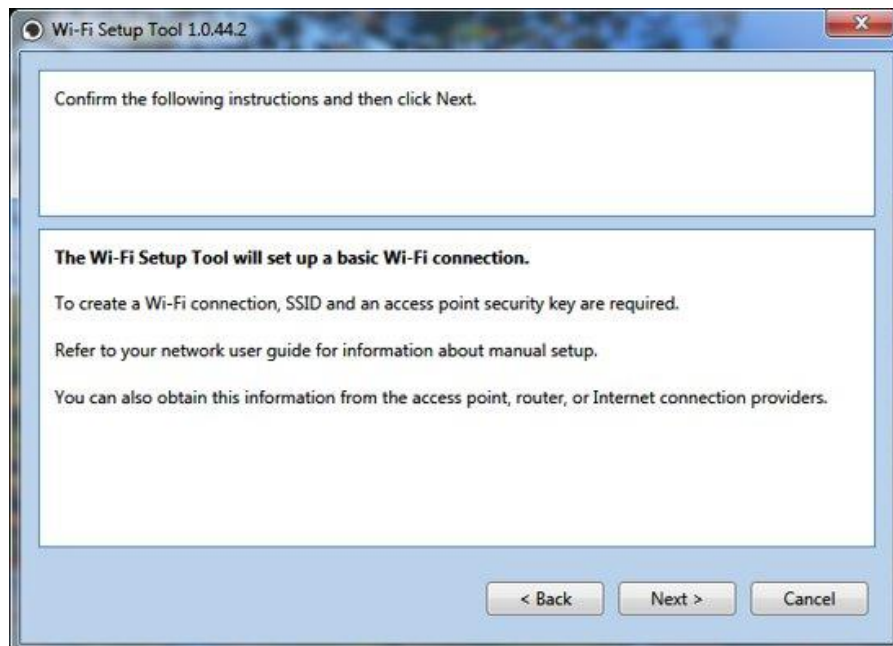 Wi-Fi Setup Tool 1.0.44.2
Confirm the following instructions and then click Next.
The Wi-Fi Setup Tool will set up a basic Wi-Fi connection.
To create a Wi-Fi connection, SSID and an access point security key are required.
Refer to your network user guide for information about manual setup.
You can also obtain this information from the access point, router, or Internet connection providers.
< Back Next > Cancel